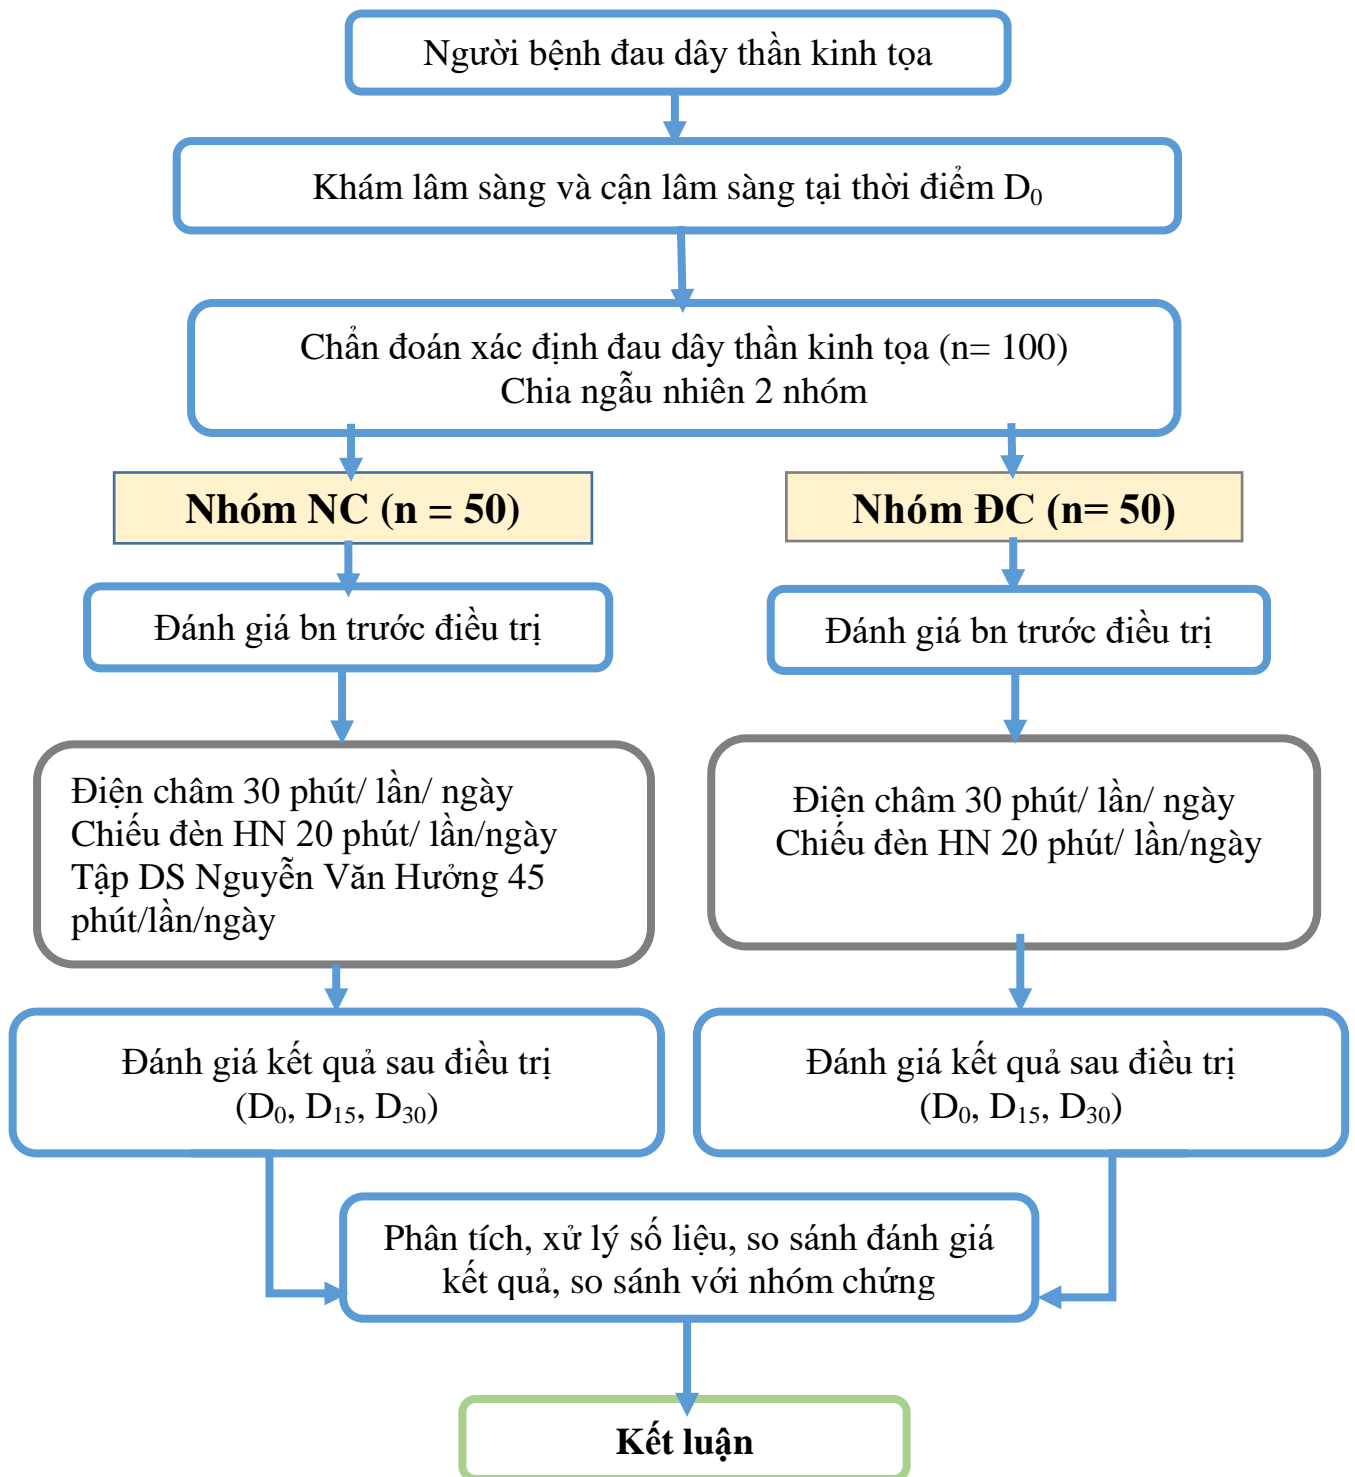 Người bệnh đau dây thần kinh tọa
Khám lâm sàng và cận lâm sàng tại thời điểm D₀
Chẩn đoán xác định đau dây thần kinh tọa (n= 100)
Chia ngẫu nhiên 2 nhóm
Nhóm NC (n = 50)
Nhóm ĐC (n= 50)
Đánh giá bn trước điều trị
Đánh giá bn trước điều trị
Điện châm 30 phút/ lần/ ngày
Chiếu đèn HN 20 phút/ lần/ngày
Tập DS Nguyễn Văn Hưởng 45
phút/lần/ngày
Điện châm 30 phút/ lần/ ngày
Chiếu đèn HN 20 phút/ lần/ngày
Đánh giá kết quả sau điều trị
(D₀, D₁₅, D₃₀)
Đánh giá kết quả sau điều trị
(D₀, D₁₅, D₃₀)
Phân tích, xử lý số liệu, so sánh đánh giá
kết quả, so sánh với nhóm chứng
Kết luận